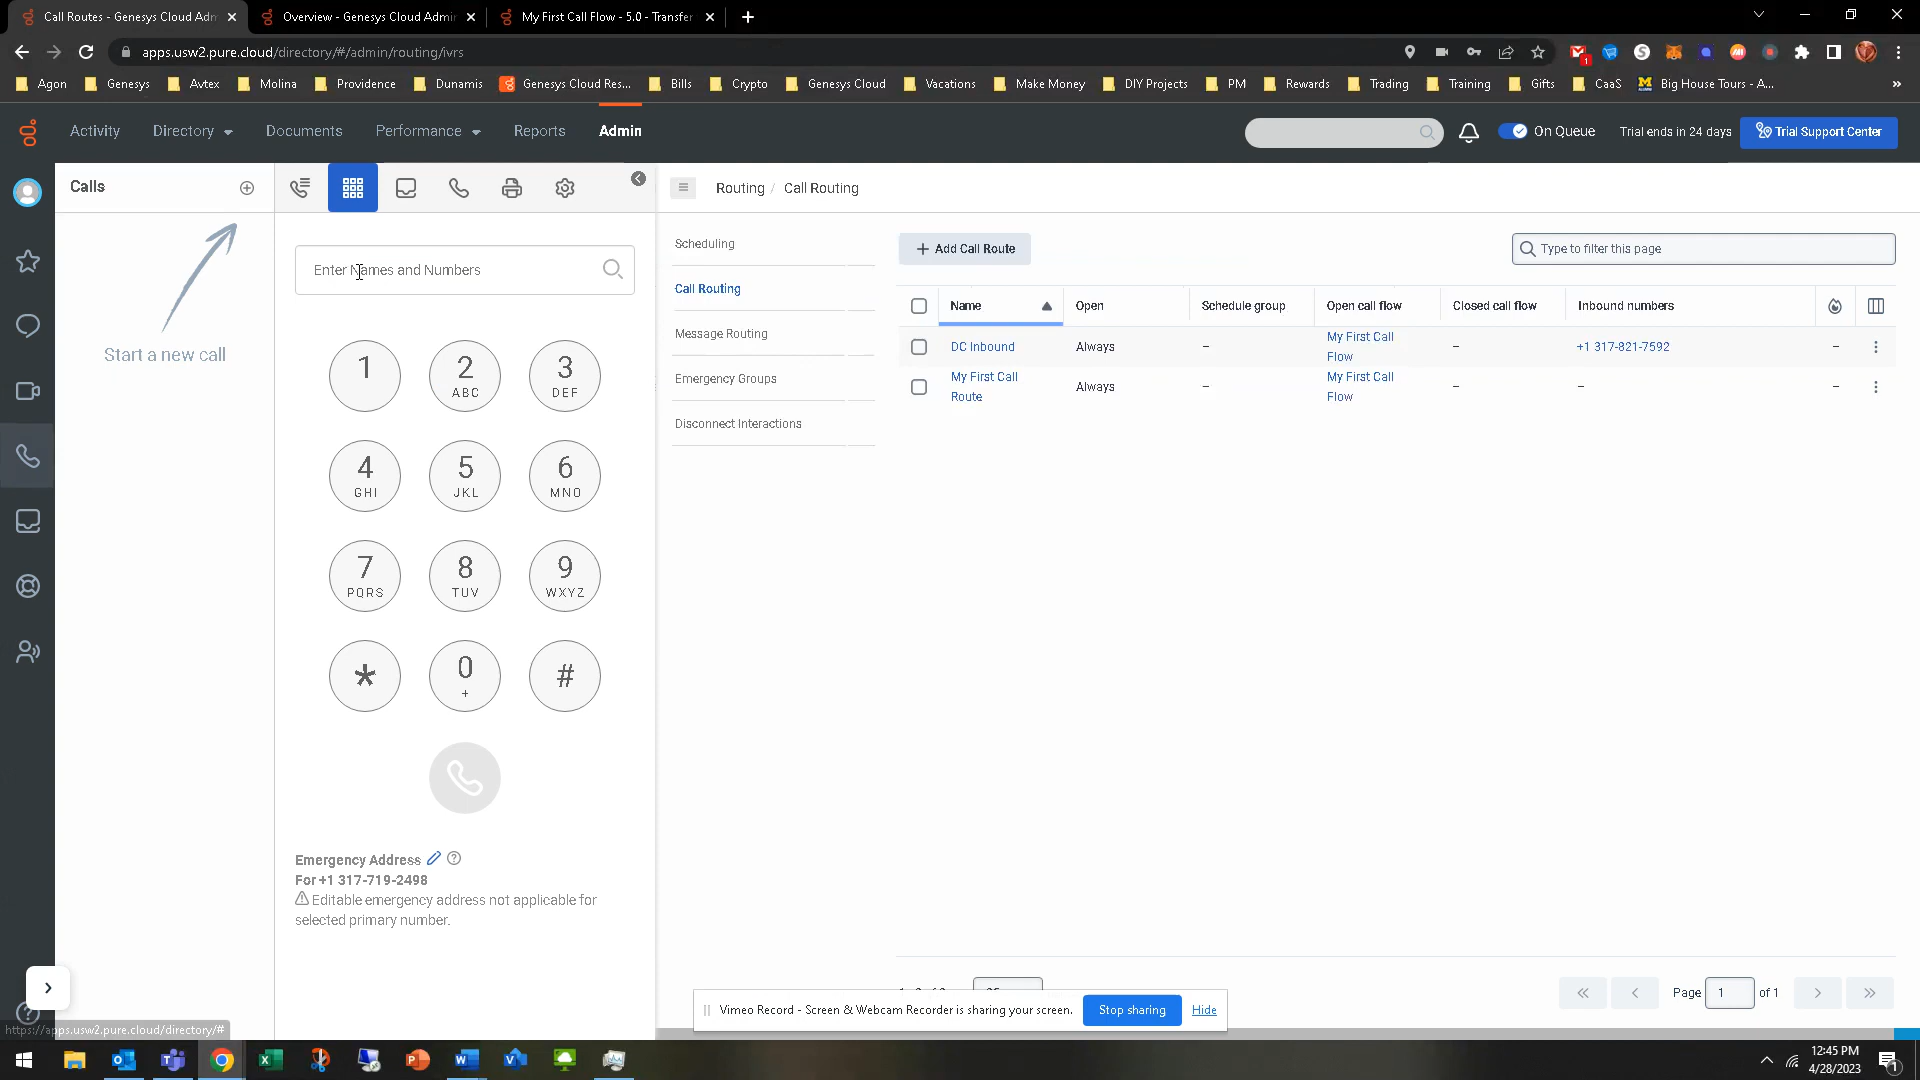 Call Routes - Genesys Cloud Adm
Overview - Genesys Cloud Admin
My First Call Flow - 5.0 - Transfer
apps.usw2.pure.cloud/directory/#/admin/routing/ivrs
Agon Genesys Avtex Molina Providence Dunamis Genesys Cloud Res... Bills Crypto Genesys Cloud Vacations Make Money DIY Projects PM Rewards Trading Training Gifts CaaS Big House Tours - A... »
Activity Directory Documents Performance Reports Admin On Queue Trial ends in 24 days Trial Support Center
Calls
Routing / Call Routing
Start a new call
Enter Names and Numbers
1
2
ABC
3
DEF
4
GHI
5
JKL
6
MNO
7
PQRS
8
TUV
9
WXYZ
*
0
+
#
Emergency Address
For +1 317-719-2498
Editable emergency address not applicable for
selected primary number.
Scheduling
Call Routing
Message Routing
Emergency Groups
Disconnect Interactions
+ Add Call Route
Type to filter this page
Name Open Schedule group Open call flow Closed call flow Inbound numbers
DC Inbound Always – My First Call Flow – +1 317-821-7592 –
My First Call Route Always – My First Call Flow – – –
Page 1 of 1
Vimeo Record - Screen & Webcam Recorder is sharing your screen. Stop sharing Hide
https://apps.usw2.pure.cloud/directory/#
12:45 PM
4/28/2023